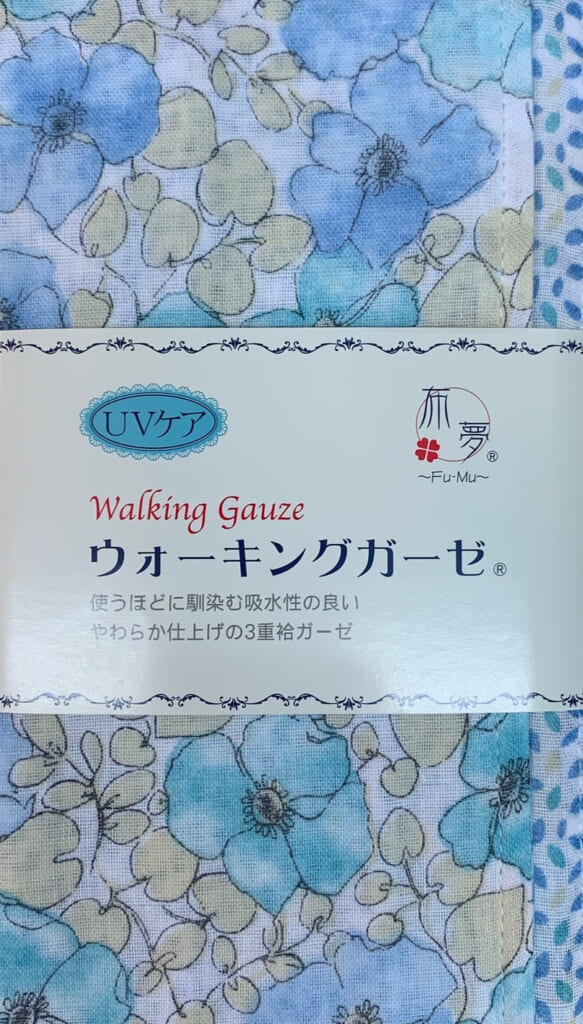 UVケア
布夢®
～Fu-Mu～
Walking Gauze
ウォーキングガーゼ®
使うほどに馴染む吸水性の良い
やわらか仕上げの3重袷ガーゼ